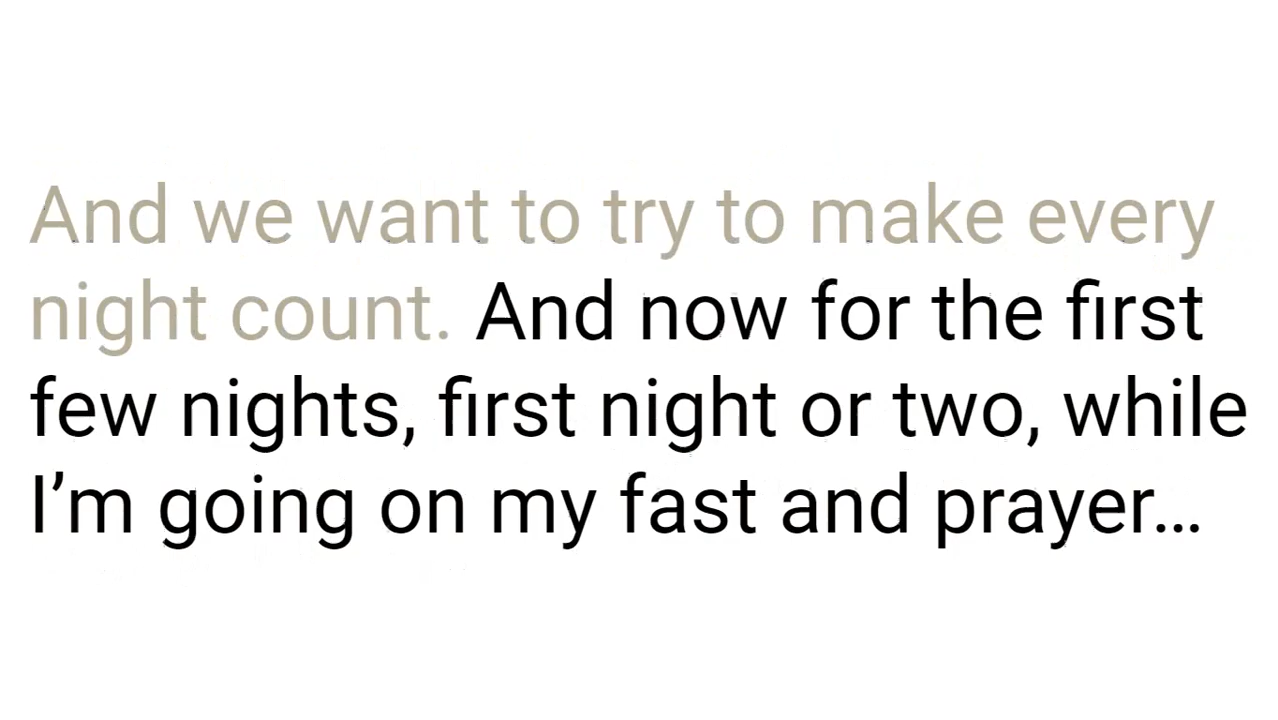 And we want to try to make every
night count. And now for the first
few nights, first night or two, while
I’m going on my fast and prayer…